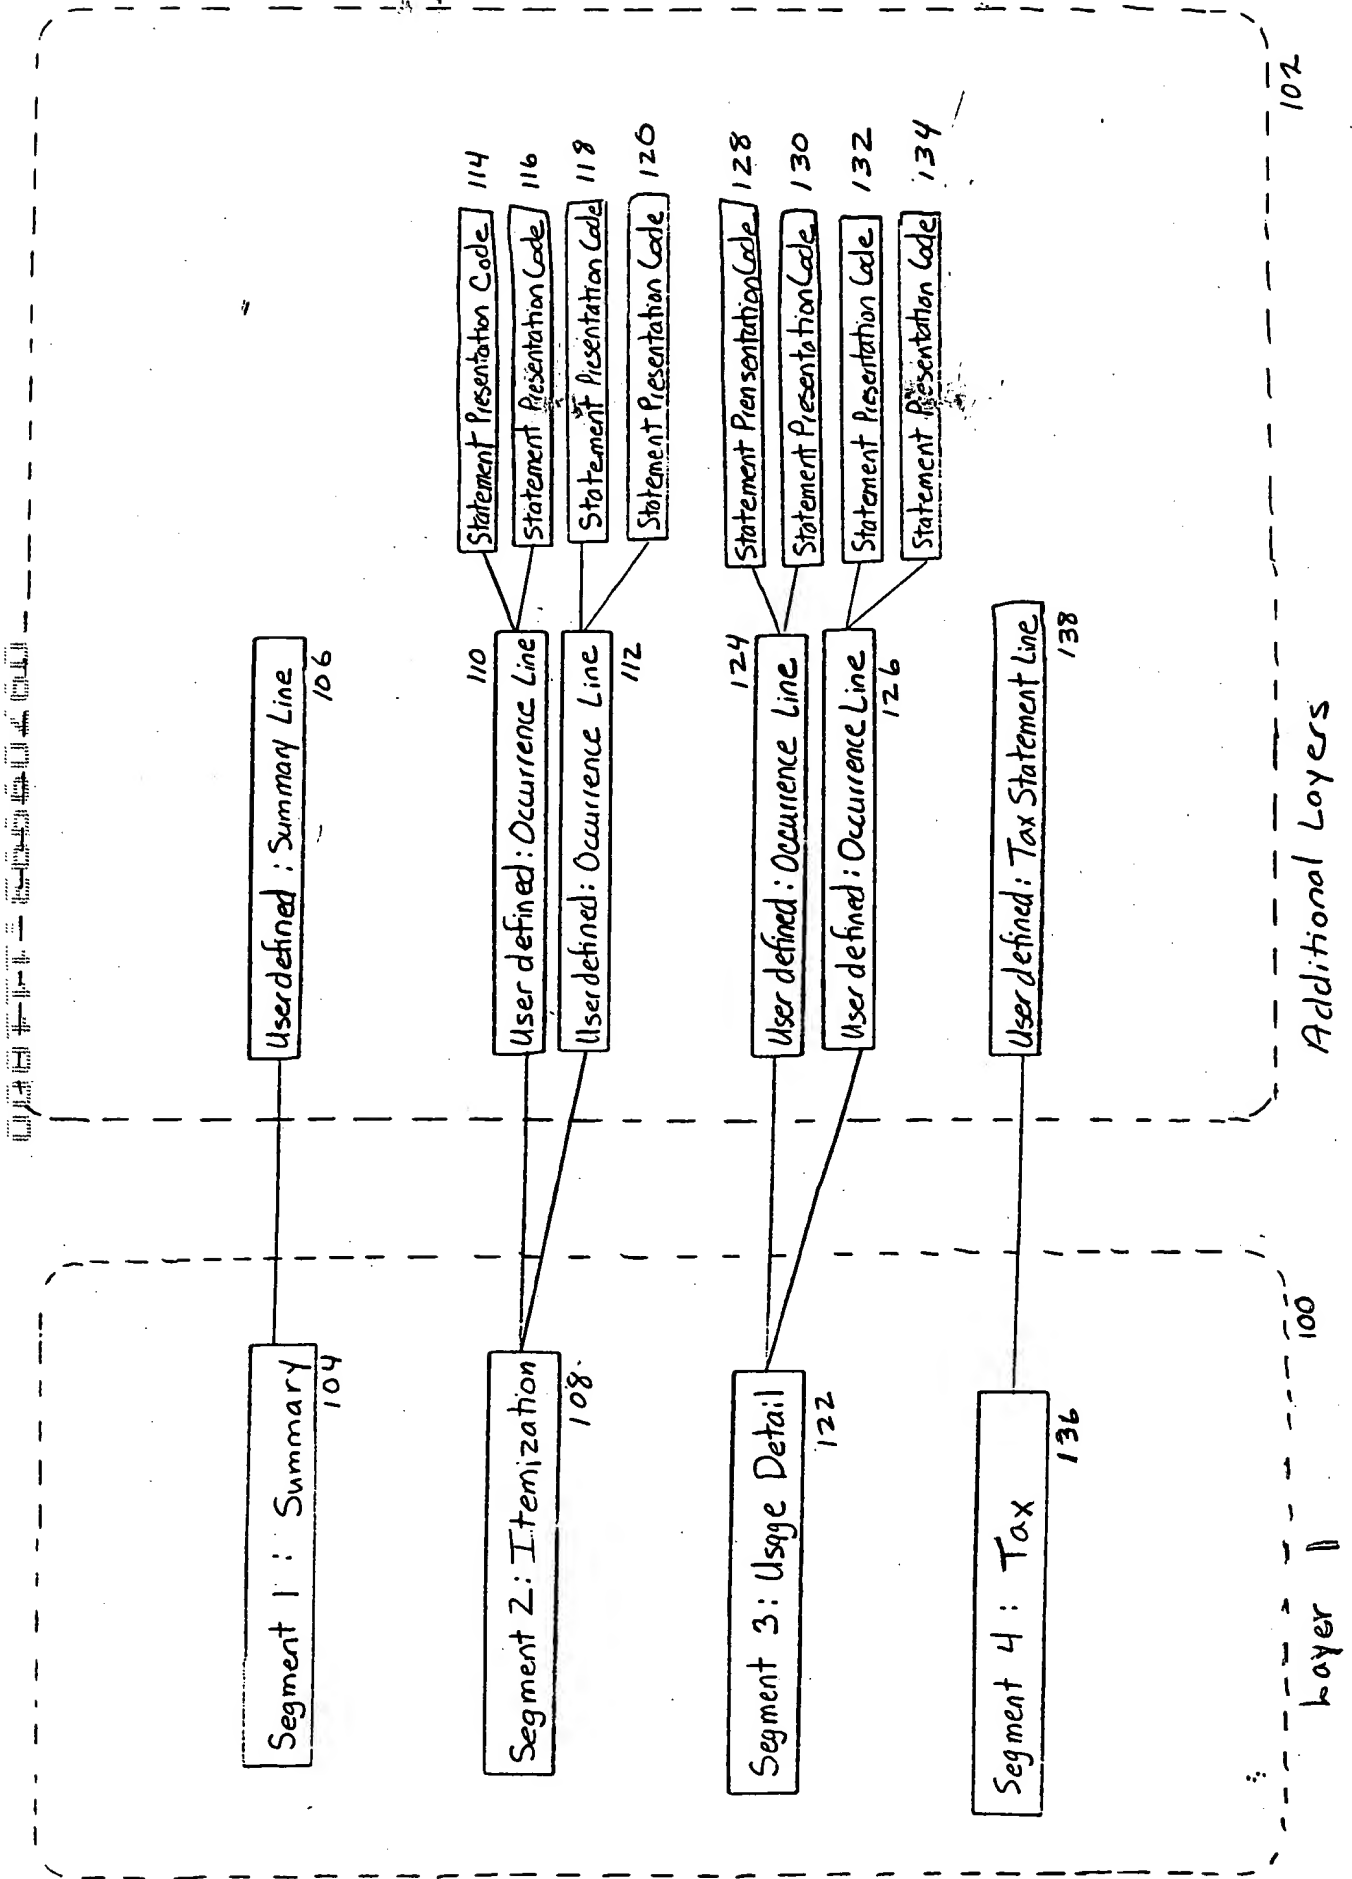 Segment 1 : Summary
104
User defined : Summary Line
106
Segment 2: Itemization
108
User defined: Occurrence Line
110
User defined: Occurrence Line
112
Statement Presentation Code
114
Statement Presentation Code
116
Statement Presentation Code
118
Statement Presentation Code
120
Segment 3: Usage Detail
122
User defined: Occurrence Line
124
User defined: Occurrence Line
126
Statement Prensentation Code
128
Statement Presentation Code
130
Statement Presentation Code
132
Statement Presentation Code
134
Segment 4: Tax
136
User defined: Tax Statement Line
138
Layer 1
100
Additional Layers
102